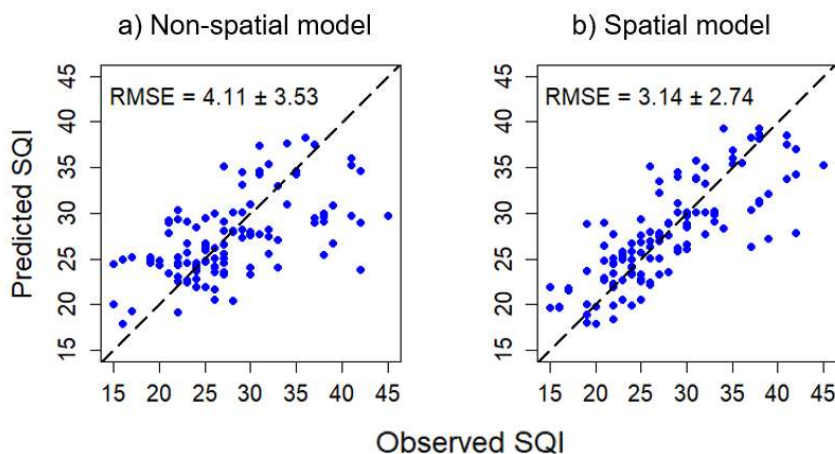 a) Non-spatial model
b) Spatial model
RMSE = 4.11 ± 3.53
RMSE = 3.14 ± 2.74
Predicted SQI
45
40
35
30
25
20
15
45
40
35
30
25
20
15
15 20 25 30 35 40 45
15 20 25 30 35 40 45
Observed SQI